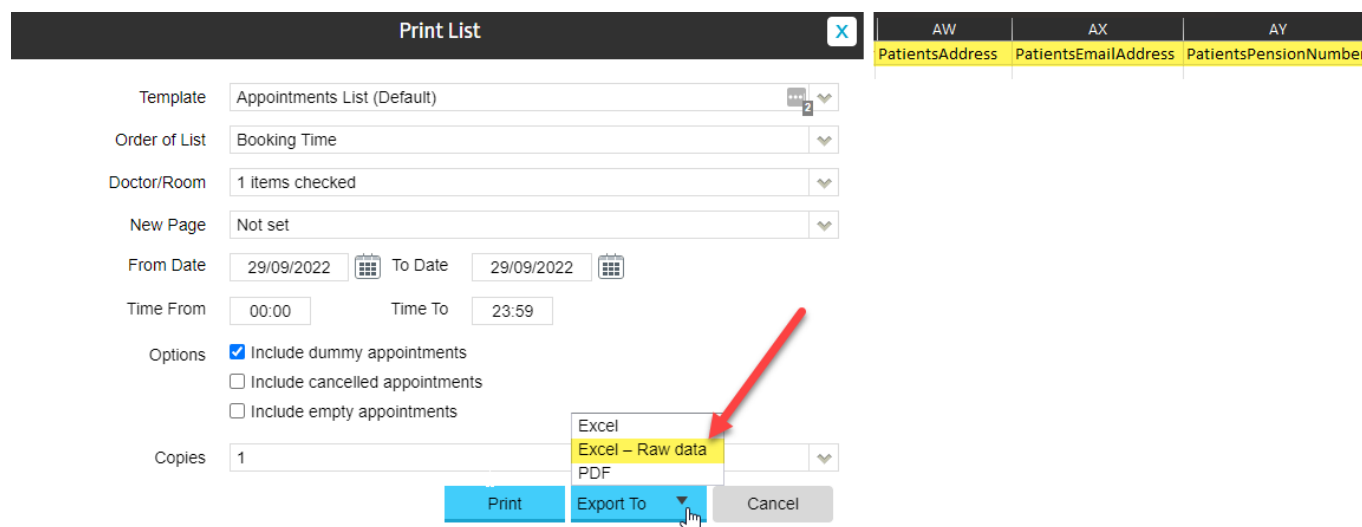 Print List
X
AW AX AY
PatientsAddress PatientsEmailAddress PatientsPensionNumber
Template Appointments List (Default) 2
Order of List Booking Time
Doctor/Room 1 items checked
New Page Not set
From Date 29/09/2022 To Date 29/09/2022
Time From 00:00 Time To 23:59
Options Include dummy appointments
Include cancelled appointments
Include empty appointments
Excel
Excel – Raw data
PDF
Copies 1
Print Export To Cancel